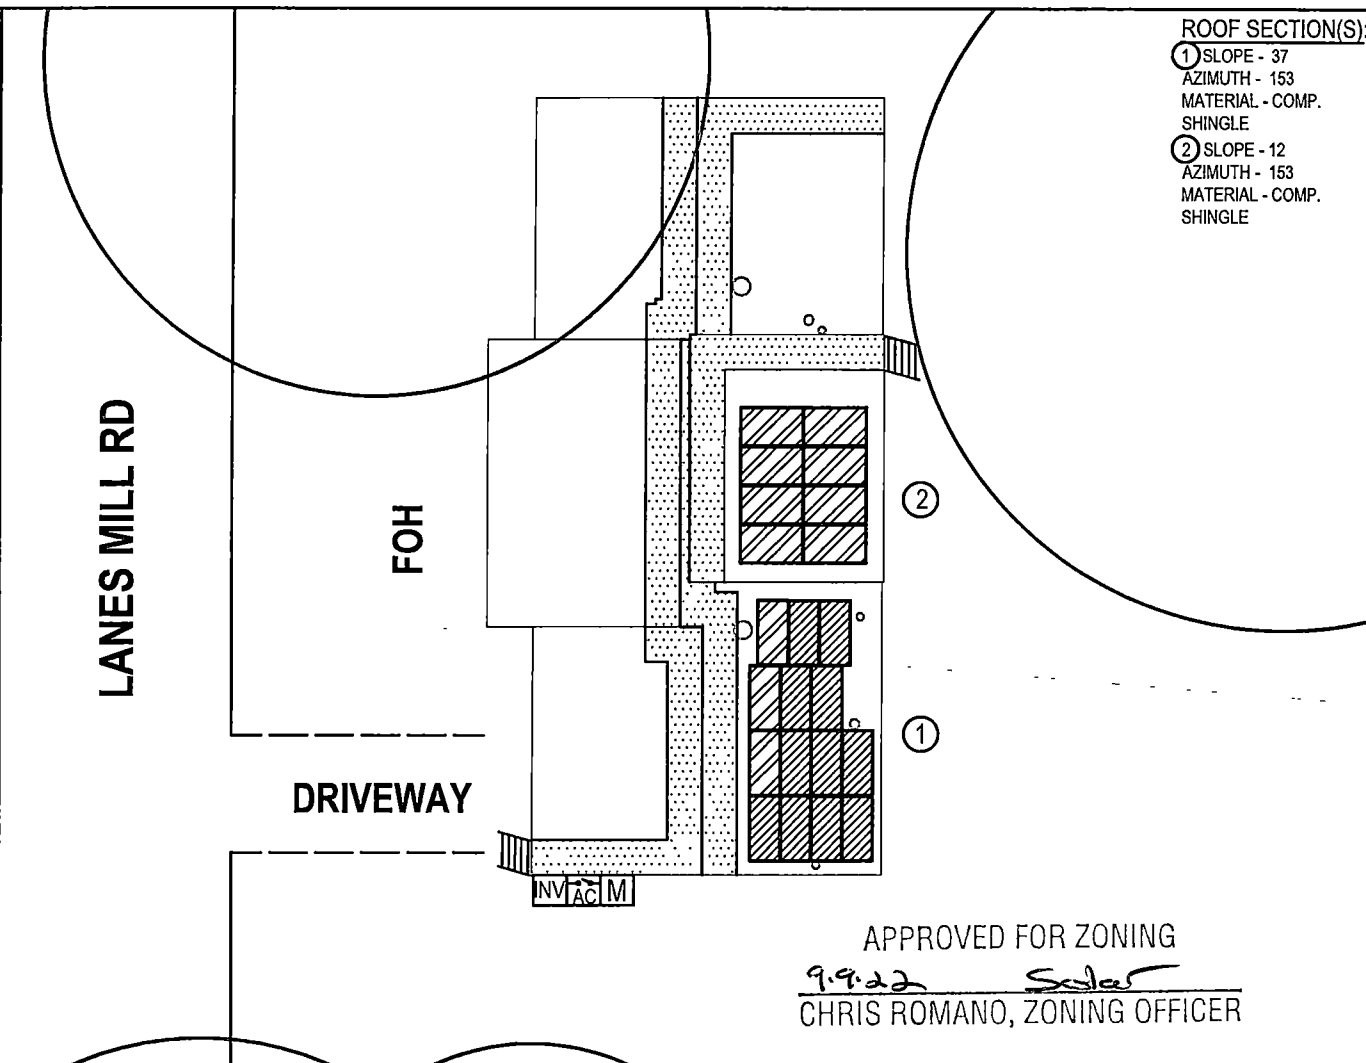 ROOF SECTION(S):
1 SLOPE - 37
AZIMUTH - 153
MATERIAL - COMP.
SHINGLE
2 SLOPE - 12
AZIMUTH - 153
MATERIAL - COMP.
SHINGLE
LANES MILL RD
FOH
2
1
DRIVEWAY
INV AC M
APPROVED FOR ZONING
9.9.22 Solar
CHRIS ROMANO, ZONING OFFICER